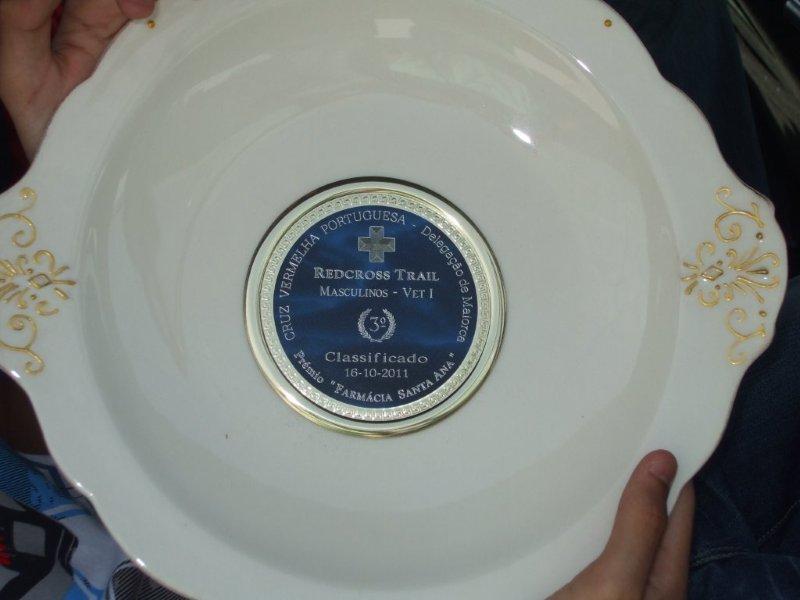 CRUZ VERMELHA PORTUGUESA - Delegação de Maiorca
REDCROSS TRAIL
MASCULINOS - VET I
3º
Classificado
16-10-2011
Prémio "FARMÁCIA SANTA ANA"